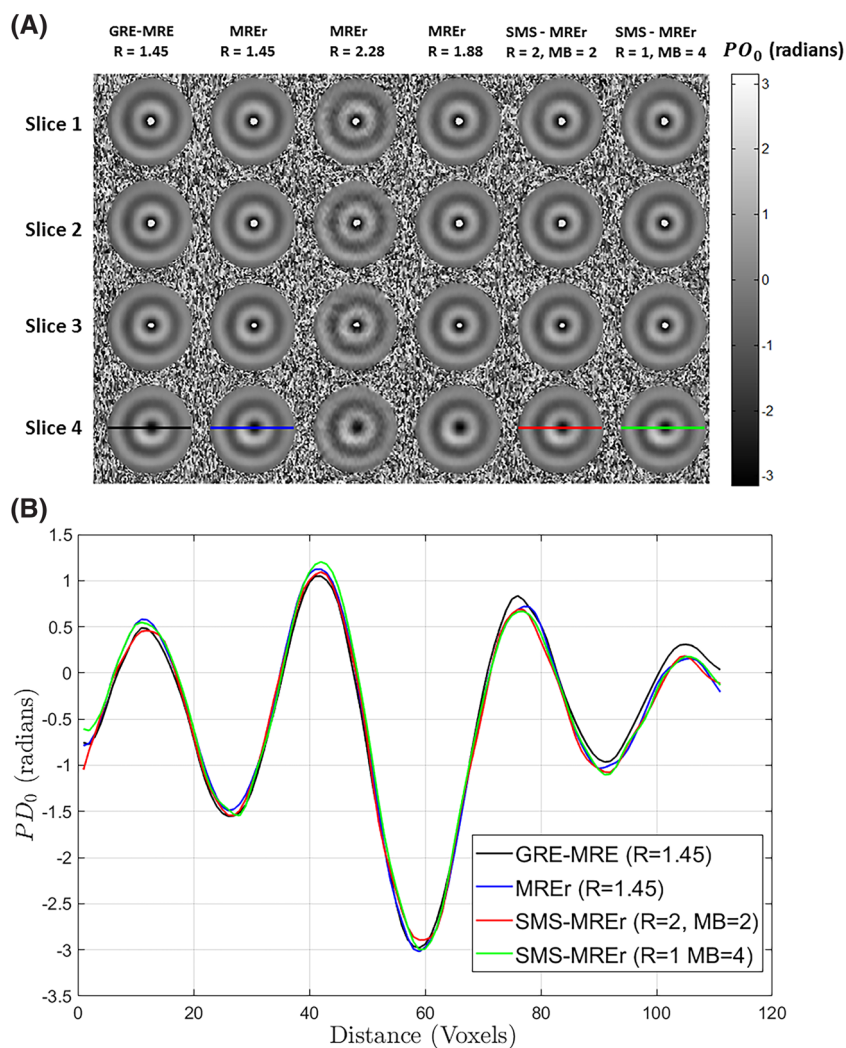 (A)
GRE-MRE MREr MREr MREr SMS-MREr SMS - MREr
R = 1.45 R = 1.45 R = 2.28 R = 1.88 R = 2, MB = 2 R = 1, MB = 4
PO₀ (radians)
Slice 1
Slice 2
Slice 3
Slice 4
3
2
1
0
-1
-2
-3
(B)
1.5
1
0.5
0
-0.5
-1
-1.5
-2
-2.5
-3
-3.5
PD₀ (radians)
GRE-MRE (R=1.45)
MREr (R=1.45)
SMS-MREr (R=2, MB=2)
SMS-MREr (R=1 MB=4)
0 20 40 60 80 100 120
Distance (Voxels)